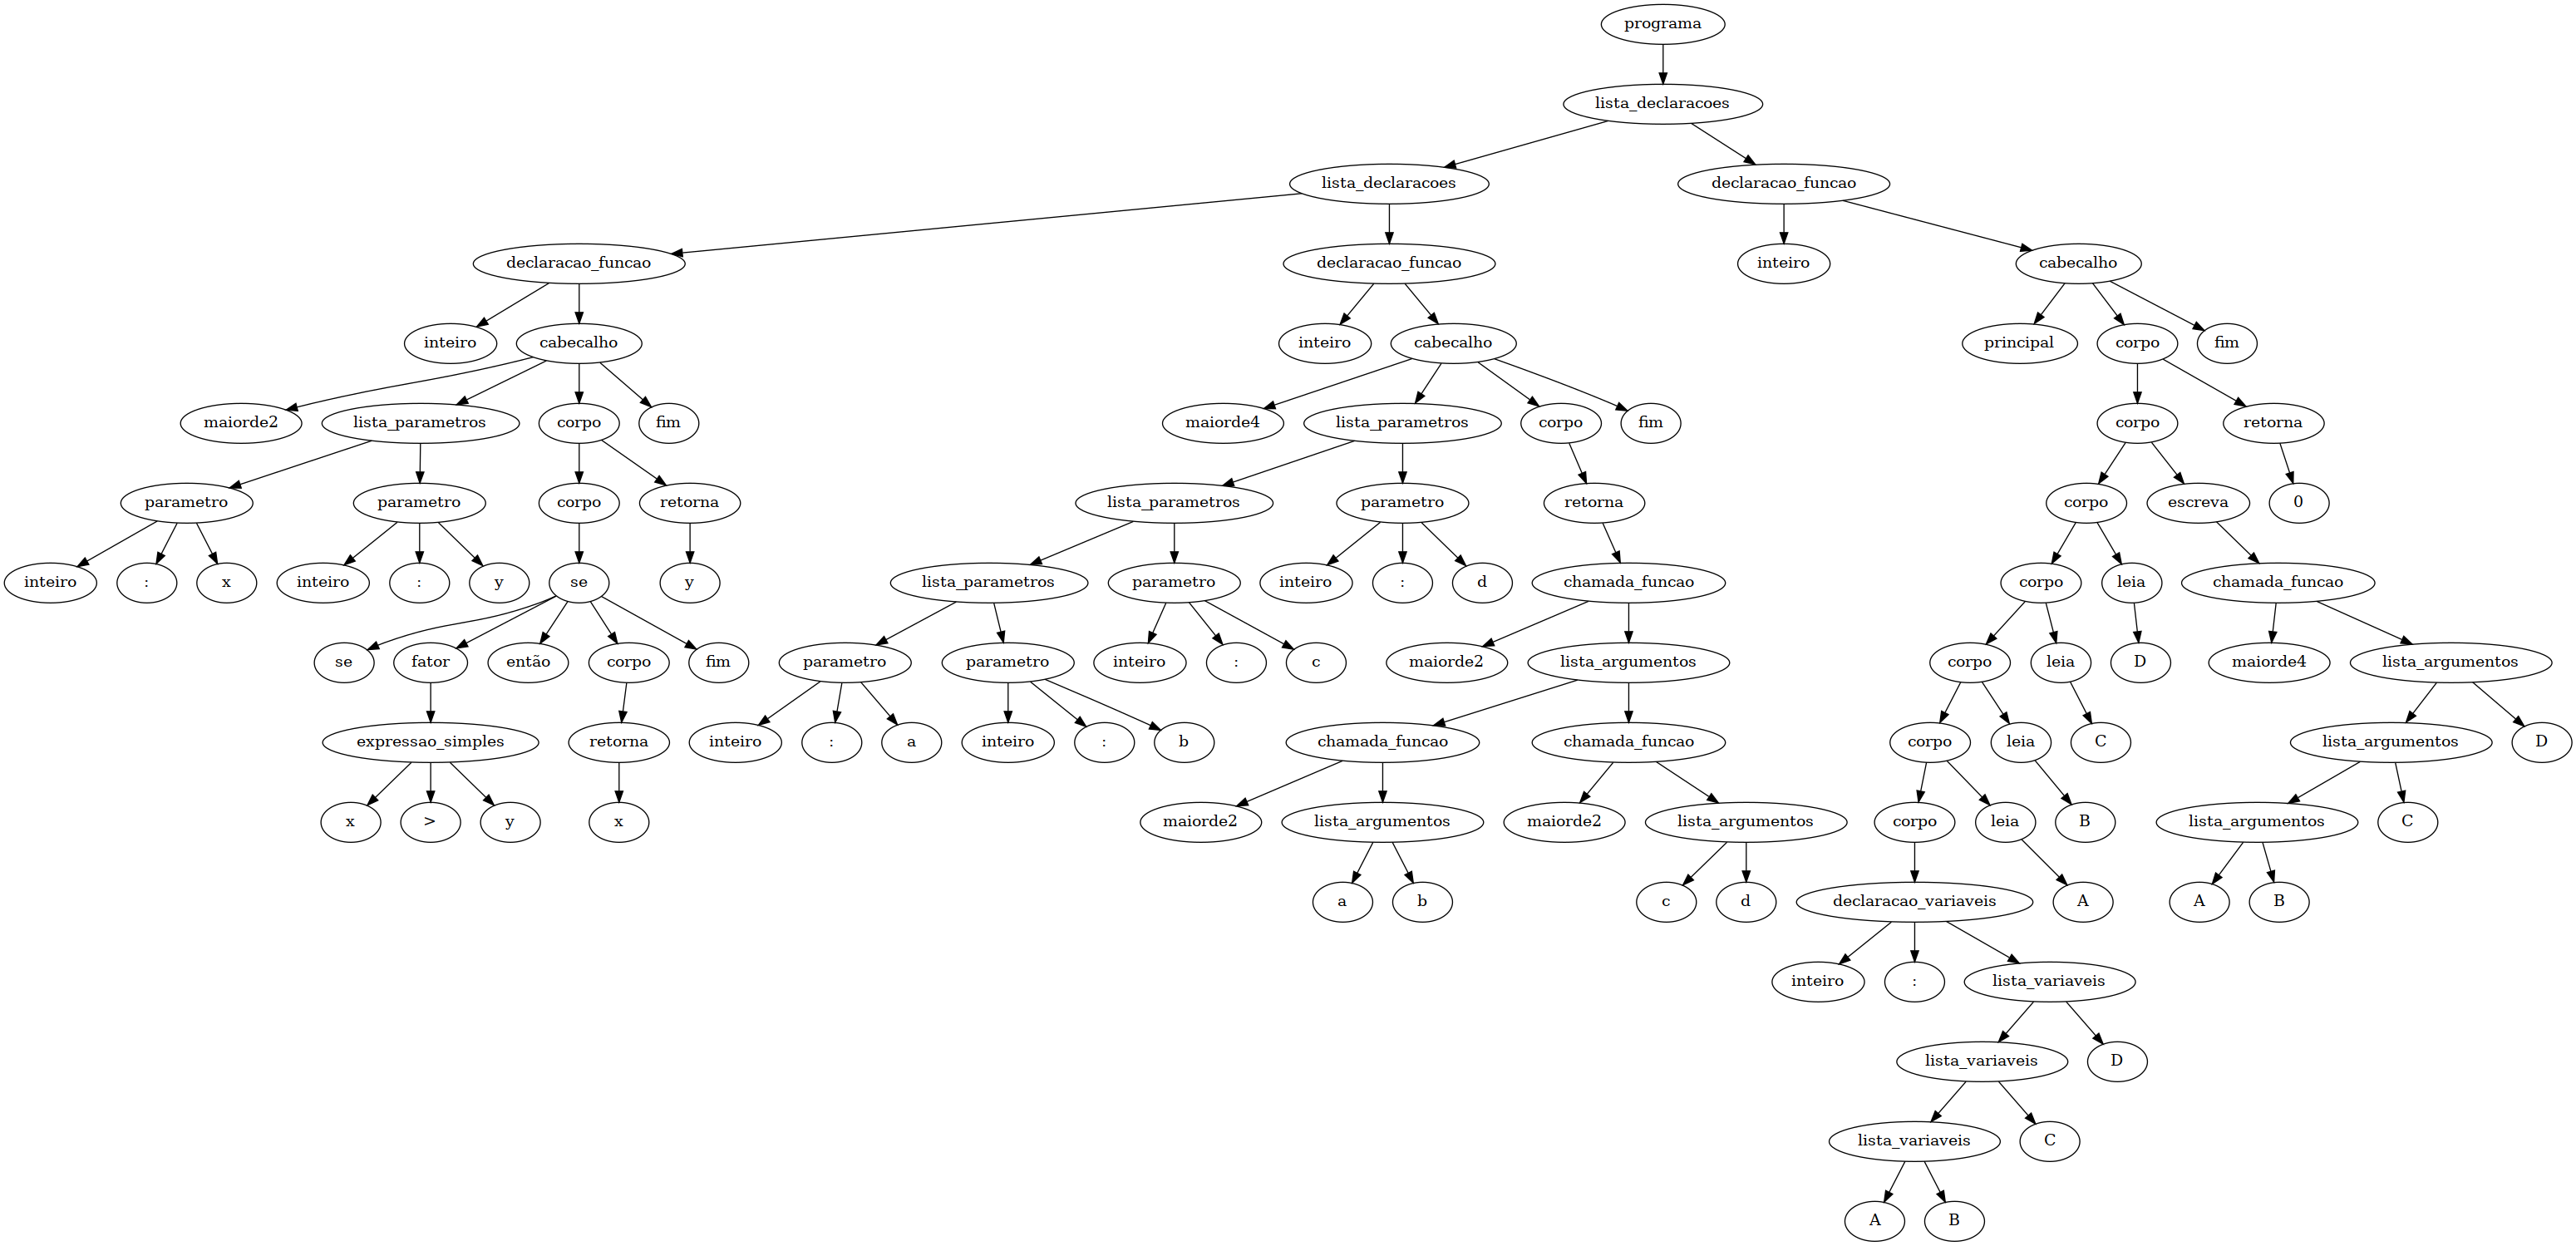 programa
lista_declaracoes
lista_declaracoes declaracao_funcao
declaracao_funcao declaracao_funcao inteiro cabecalho
inteiro cabecalho inteiro cabecalho principal corpo fim
maiorde2 lista_parametros corpo fim maiorde4 lista_parametros corpo fim corpo retorna
parametro parametro corpo retorna lista_parametros parametro retorna corpo escreva 0
inteiro : x inteiro : y se y lista_parametros parametro inteiro : d chamada_funcao corpo leia chamada_funcao
se fator então corpo fim parametro parametro inteiro : c maiorde2 lista_argumentos corpo leia D maiorde4 lista_argumentos
expressao_simples retorna inteiro : a inteiro : b chamada_funcao chamada_funcao corpo leia C lista_argumentos D
x > y x maiorde2 lista_argumentos maiorde2 lista_argumentos corpo leia B lista_argumentos C
a b c d declaracao_variaveis A A B
inteiro : lista_variaveis
lista_variaveis D
lista_variaveis C
A B